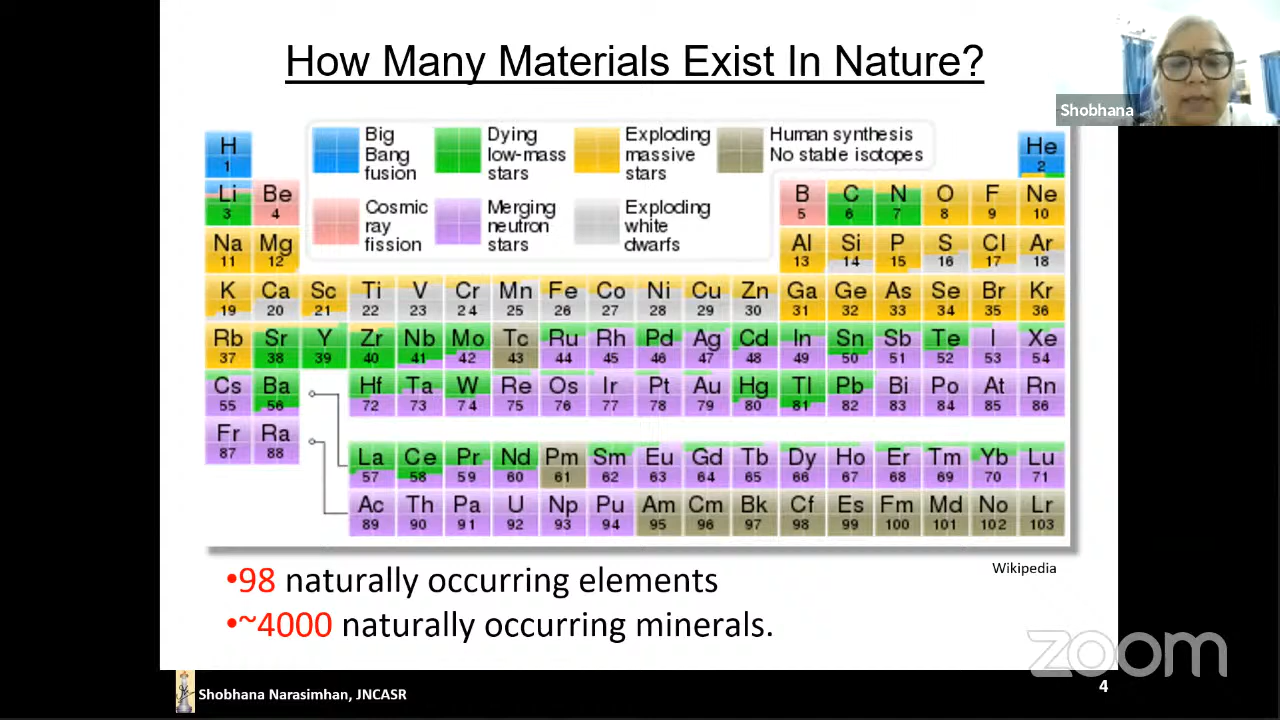 How Many Materials Exist In Nature?
Shobhana
Big Bang fusion
Dying low-mass stars
Exploding massive stars
Human synthesis
No stable isotopes
Cosmic ray fission
Merging neutron stars
Exploding white dwarfs
H He
1 2
Li Be B C N O F Ne
3 4 5 6 7 8 9 10
Na Mg Al Si P S Cl Ar
11 12 13 14 15 16 17 18
K Ca Sc Ti V Cr Mn Fe Co Ni Cu Zn Ga Ge As Se Br Kr
19 20 21 22 23 24 25 26 27 28 29 30 31 32 33 34 35 36
Rb Sr Y Zr Nb Mo Tc Ru Rh Pd Ag Cd In Sn Sb Te I Xe
37 38 39 40 41 42 43 44 45 46 47 48 49 50 51 52 53 54
Cs Ba Hf Ta W Re Os Ir Pt Au Hg Tl Pb Bi Po At Rn
55 56 72 73 74 75 76 77 78 79 80 81 82 83 84 85 86
Fr Ra
87 88
La Ce Pr Nd Pm Sm Eu Gd Tb Dy Ho Er Tm Yb Lu
57 58 59 60 61 62 63 64 65 66 67 68 69 70 71
Ac Th Pa U Np Pu Am Cm Bk Cf Es Fm Md No Lr
89 90 91 92 93 94 95 96 97 98 99 100 101 102 103
Wikipedia
•98 naturally occurring elements
•~4000 naturally occurring minerals.
zoom
Shobhana Narasimhan, JNCASR
4